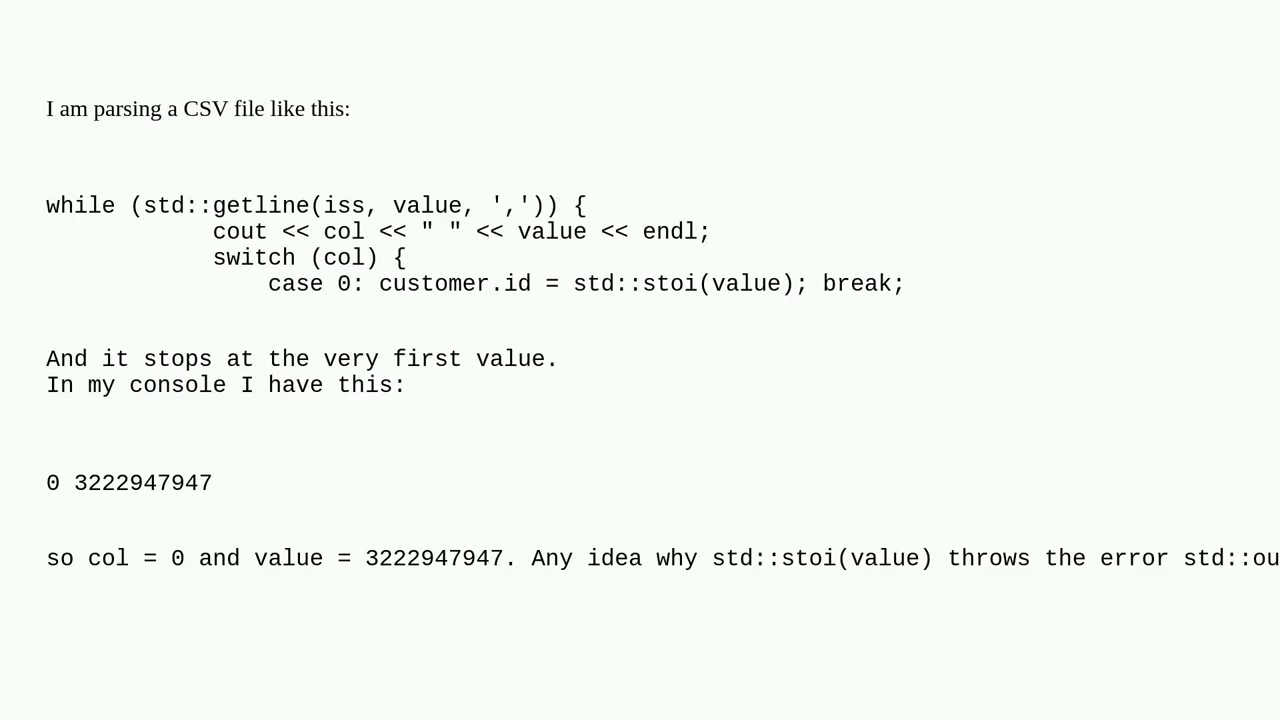 I am parsing a CSV file like this:
while (std::getline(iss, value, ',')) {
            cout << col << " " << value << endl;
            switch (col) {
                case 0: customer.id = std::stoi(value); break;
And it stops at the very first value.
In my console I have this:
0 3222947947
so col = 0 and value = 3222947947. Any idea why std::stoi(value) throws the error std::ou